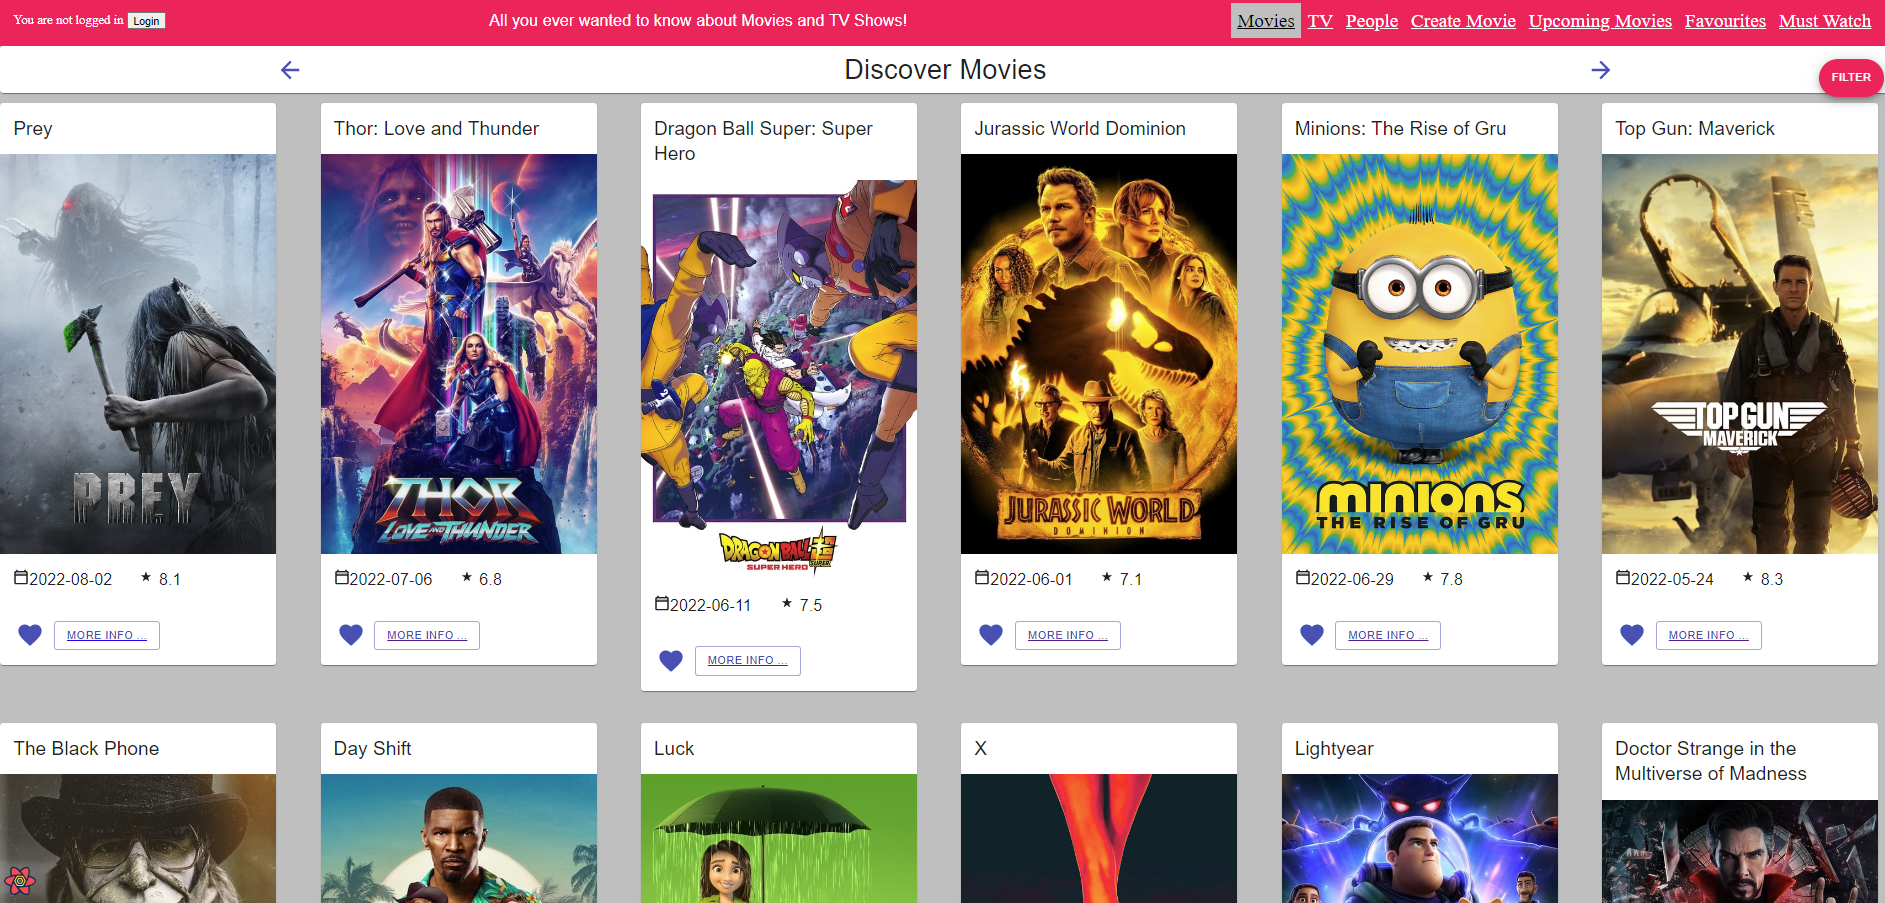 You are not logged in Login
All you ever wanted to know about Movies and TV Shows!
Movies TV People Create Movie Upcoming Movies Favourites Must Watch
Discover Movies
FILTER
Prey
PREY
2022-08-02 ★ 8.1
MORE INFO ...
Thor: Love and Thunder
THOR
LOVE AND THUNDER
2022-07-06 ★ 6.8
MORE INFO ...
Dragon Ball Super: Super
Hero
DRAGON BALL
SUPER
SUPER HERO
2022-06-11 ★ 7.5
MORE INFO ...
Jurassic World Dominion
JURASSIC WORLD
DOMINION
2022-06-01 ★ 7.1
MORE INFO ...
Minions: The Rise of Gru
minions
THE RISE OF GRU
2022-06-29 ★ 7.8
MORE INFO ...
Top Gun: Maverick
TOP GUN
MAVERICK
2022-05-24 ★ 8.3
MORE INFO ...
The Black Phone
Day Shift
Luck
X
Lightyear
Doctor Strange in the
Multiverse of Madness